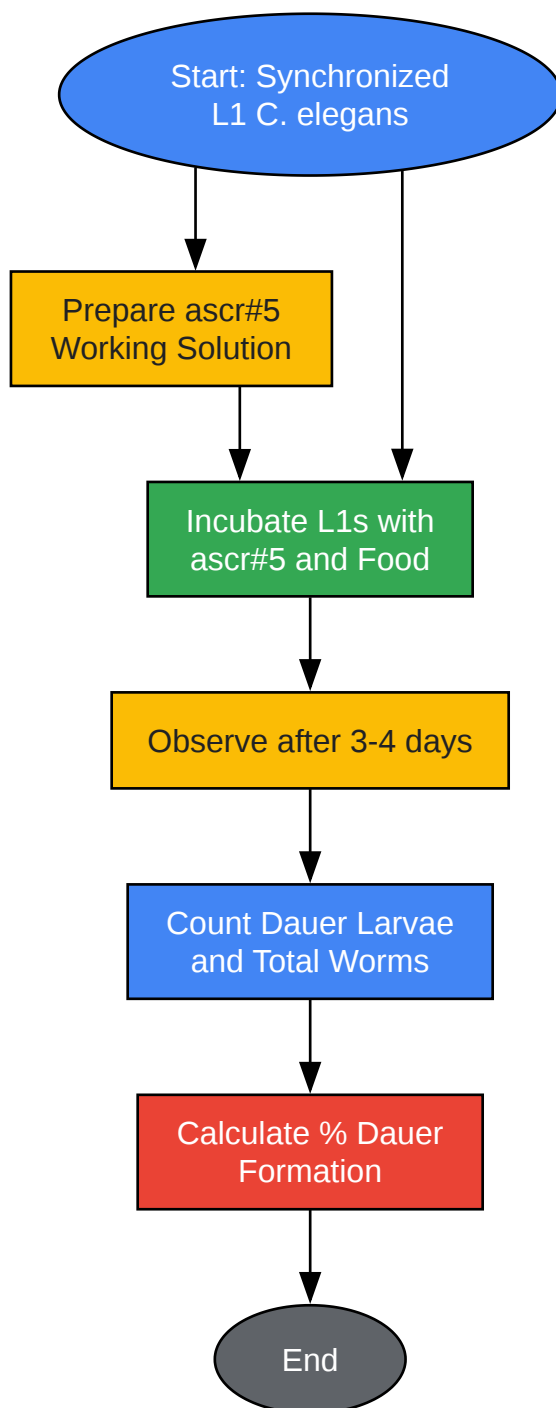 Start: Synchronized
L1 C. elegans
Prepare ascr#5
Working Solution
Incubate L1s with
ascr#5 and Food
Observe after 3-4 days
Count Dauer Larvae
and Total Worms
Calculate % Dauer
Formation
End